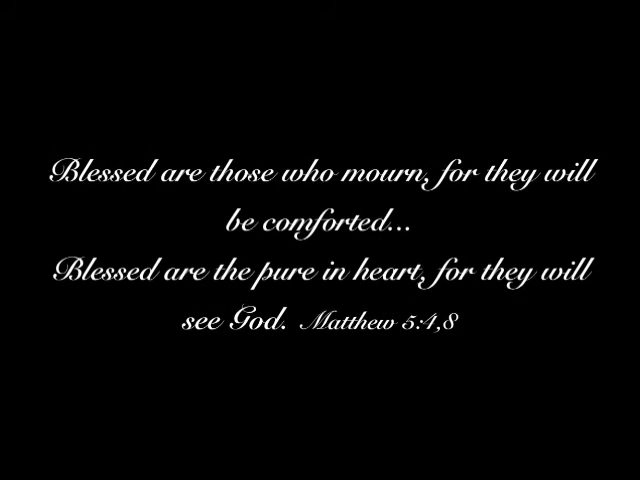 Blessed are those who mourn, for they will
be comforted...
Blessed are the pure in heart, for they will
see God. Matthew 5:4,8